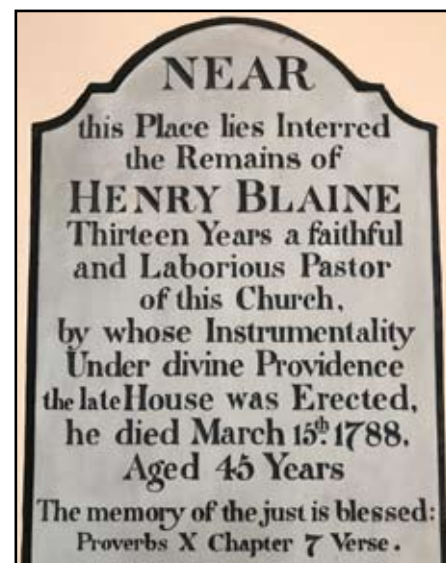 NEAR
this Place lies Interred
the Remains of
HENRY BLAINE
Thirteen Years a faithful
and Laborious Pastor
of this Church,
by whose Instrumentality
Under divine Providence
the late House was Erected,
he died March 15th. 1788.
Aged 45 Years
The memory of the just is blessed:
Proverbs X Chapter 7 Verse.